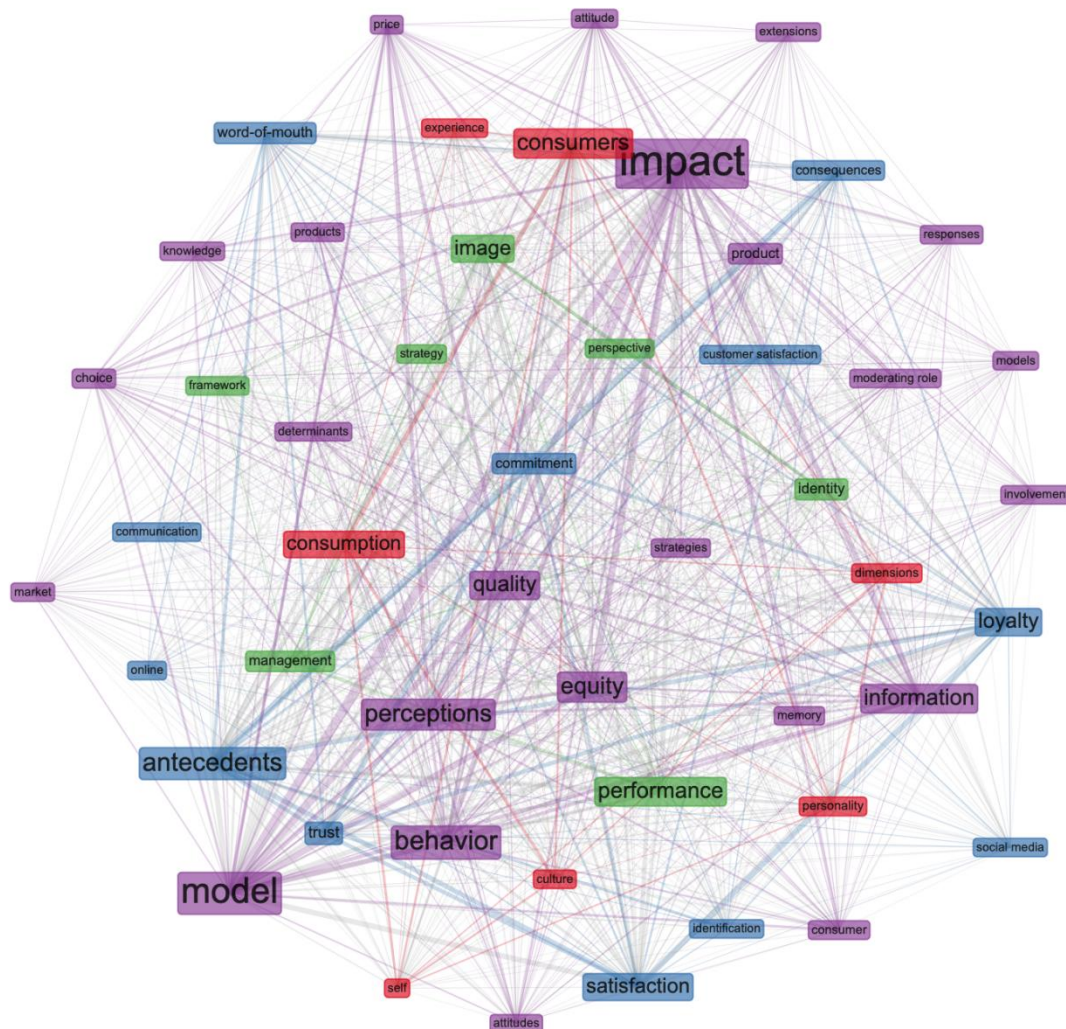 price
attitude
extensions
word-of-mouth
experience
consumers
impact
consequences
knowledge
products
image
product
responses
choice
framework
strategy
perspective
customer satisfaction
moderating role
models
determinants
commitment
identity
involvement
communication
consumption
strategies
market
quality
dimensions
loyalty
online
management
perceptions
equity
memory
information
antecedents
performance
personality
trust
behavior
social media
model
culture
identification
consumer
self
satisfaction
attitudes